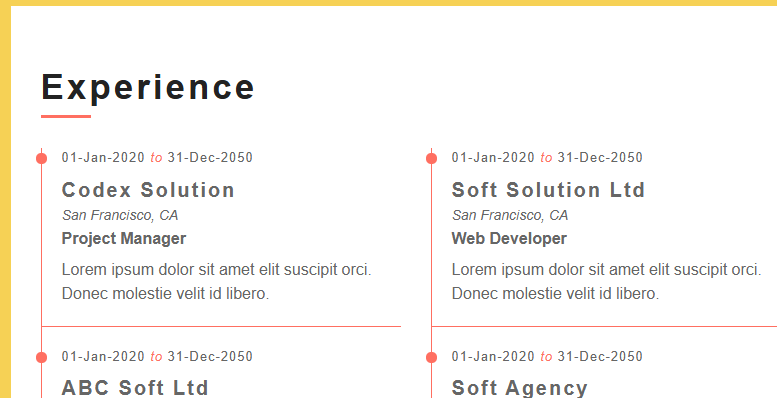 Experience
01-Jan-2020 to 31-Dec-2050
Codex Solution
San Francisco, CA
Project Manager
Lorem ipsum dolor sit amet elit suscipit orci.
Donec molestie velit id libero.
01-Jan-2020 to 31-Dec-2050
Soft Solution Ltd
San Francisco, CA
Web Developer
Lorem ipsum dolor sit amet elit suscipit orci.
Donec molestie velit id libero.
01-Jan-2020 to 31-Dec-2050
ABC Soft Ltd
01-Jan-2020 to 31-Dec-2050
Soft Agency